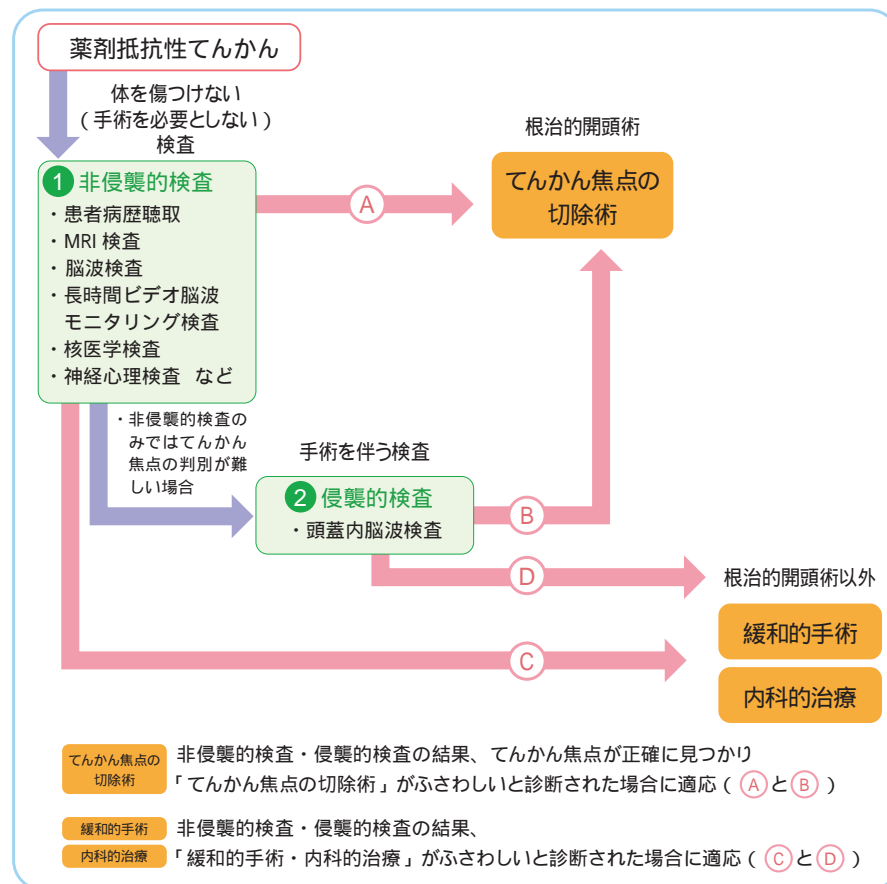 薬剤抵抗性てんかん
体を傷つけない
（手術を必要としない）
検査
根治的開頭術
てんかん焦点の
切除術
1 非侵襲的検査
・患者病歴聴取
・MRI 検査
・脳波検査
・長時間ビデオ脳波
モニタリング検査
・核医学検査
・神経心理検査 など
A
・非侵襲的検査の
みではてんかん
焦点の判別が難
しい場合
手術を伴う検査
2 侵襲的検査
・頭蓋内脳波検査
B
D
根治的開頭術以外
緩和的手術
C
内科的治療
てんかん焦点の
切除術
非侵襲的検査・侵襲的検査の結果、てんかん焦点が正確に見つかり
「てんかん焦点の切除術」がふさわしいと診断された場合に適応（AとB）
緩和的手術
内科的治療
非侵襲的検査・侵襲的検査の結果、
「緩和的手術・内科的治療」がふさわしいと診断された場合に適応（CとD）